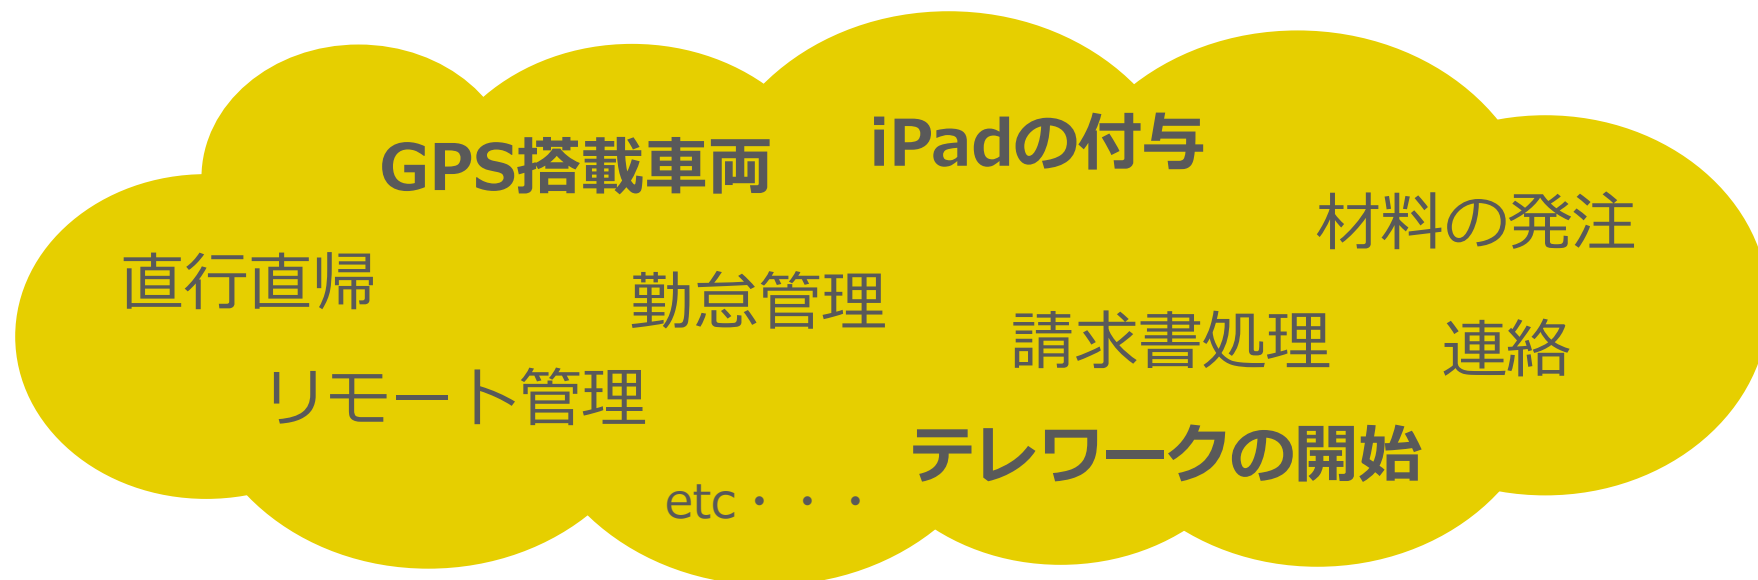 iPadの付与
GPS搭載車両
材料の発注
直行直帰
勤怠管理
請求書処理
連絡
リモート管理
テレワークの開始
etc・・・